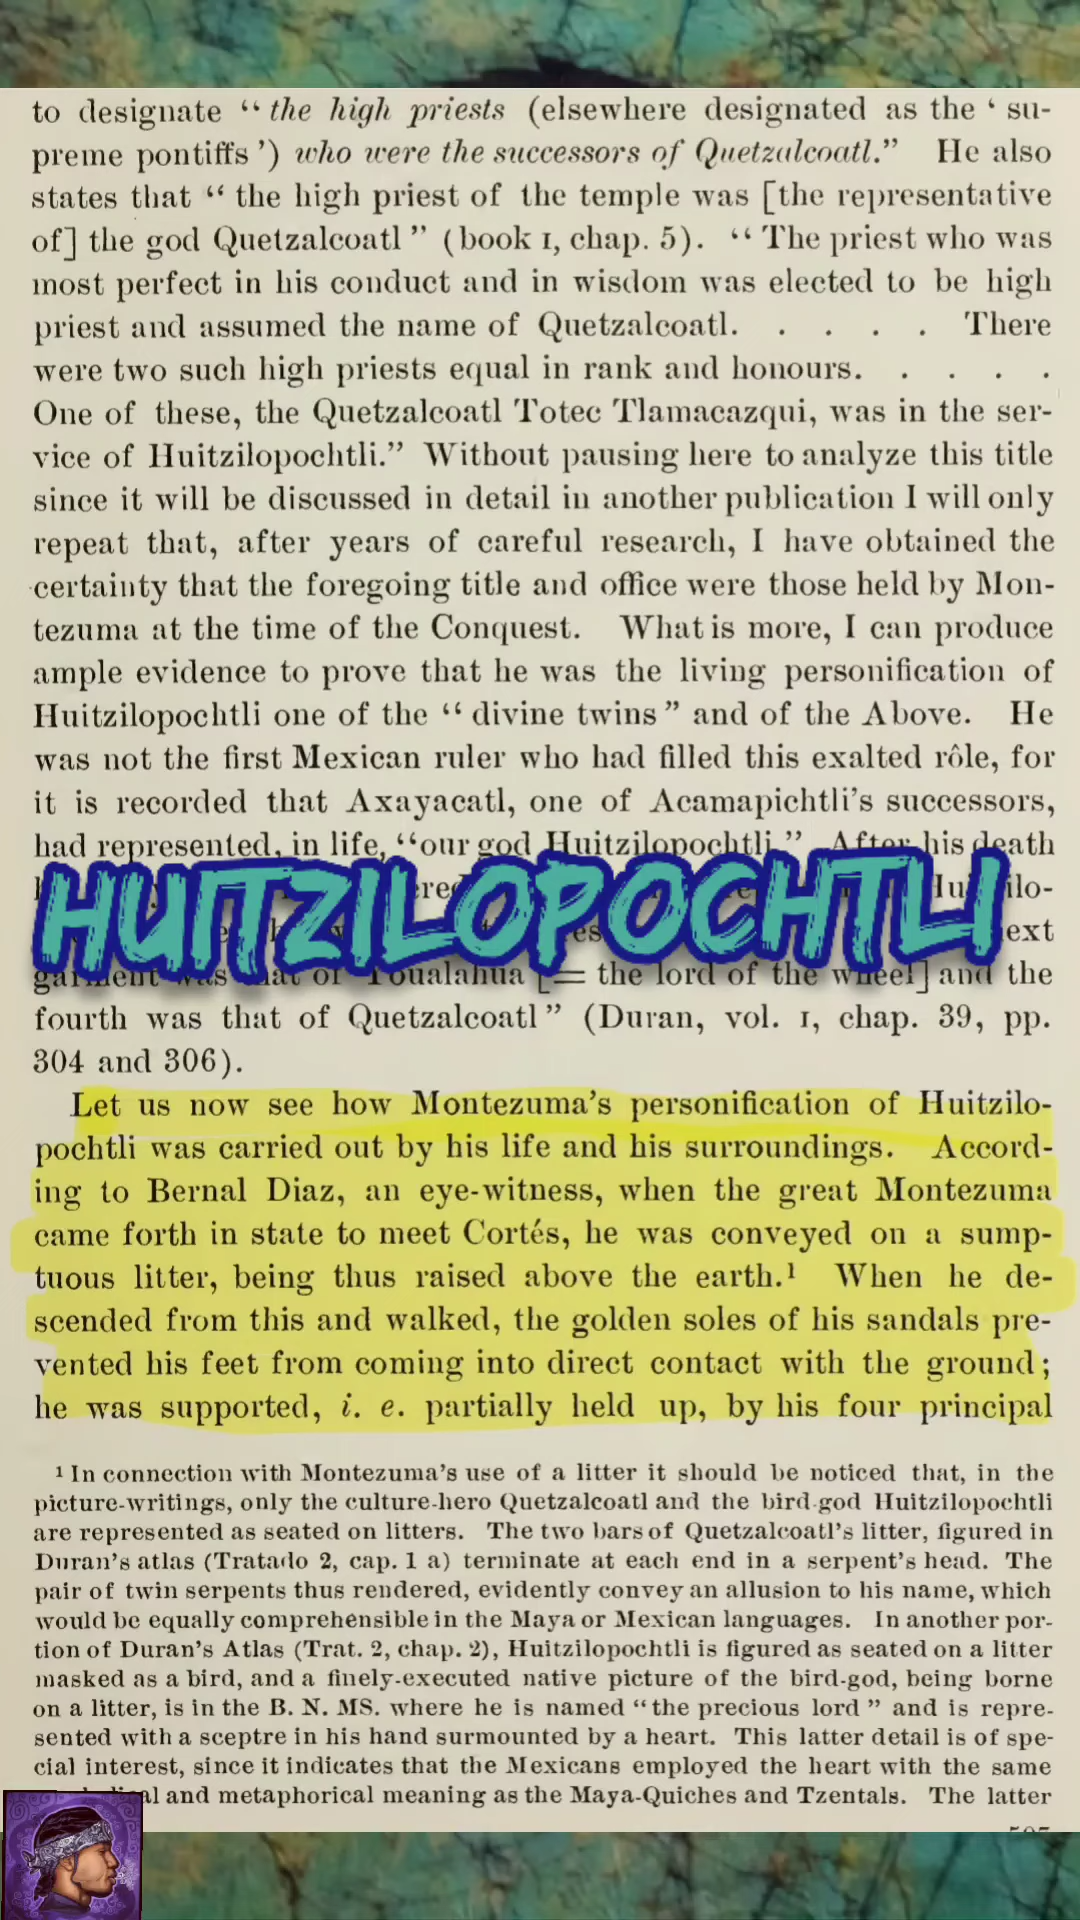 to designate “the high priests (elsewhere designated as the ‘su-
preme pontiffs’) who were the successors of Quetzalcoatl.” He also
states that “the high priest of the temple was [the representative
of] the god Quetzalcoatl” (book I, chap. 5). “The priest who was
most perfect in his conduct and in wisdom was elected to be high
priest and assumed the name of Quetzalcoatl. . . . . There
were two such high priests equal in rank and honours. . . . .
One of these, the Quetzalcoatl Totec Tlamacazqui, was in the ser-
vice of Huitzilopochtli.” Without pausing here to analyze this title
since it will be discussed in detail in another publication I will only
repeat that, after years of careful research, I have obtained the
certainty that the foregoing title and office were those held by Mon-
tezuma at the time of the Conquest. What is more, I can produce
ample evidence to prove that he was the living personification of
Huitzilopochtli one of the “divine twins” and of the Above. He
was not the first Mexican ruler who had filled this exalted rôle, for
it is recorded that Axayacatl, one of Acamapichtli’s successors,
had represented, in life, “our god Huitzilopochtli.” After his death
HUITZILOPOCHTLI
garment was that of Youalahua [= the lord of the wheel] and the
fourth was that of Quetzalcoatl” (Duran, vol. I, chap. 39, pp.
304 and 306).
Let us now see how Montezuma’s personification of Huitzilo-
pochtli was carried out by his life and his surroundings. Accord-
ing to Bernal Diaz, an eye-witness, when the great Montezuma
came forth in state to meet Cortés, he was conveyed on a sump-
tuous litter, being thus raised above the earth.¹ When he de-
scended from this and walked, the golden soles of his sandals pre-
vented his feet from coming into direct contact with the ground;
he was supported, i. e. partially held up, by his four principal
¹ In connection with Montezuma’s use of a litter it should be noticed that, in the
picture-writings, only the culture-hero Quetzalcoatl and the bird-god Huitzilopochtli
are represented as seated on litters. The two bars of Quetzalcoatl’s litter, figured in
Duran’s atlas (Tratado 2, cap. 1 a) terminate at each end in a serpent’s head. The
pair of twin serpents thus rendered, evidently convey an allusion to his name, which
would be equally comprehensible in the Maya or Mexican languages. In another por-
tion of Duran’s Atlas (Trat. 2, chap. 2), Huitzilopochtli is figured as seated on a litter
masked as a bird, and a finely-executed native picture of the bird-god, being borne
on a litter, is in the B. N. MS. where he is named “the precious lord” and is repre-
sented with a sceptre in his hand surmounted by a heart. This latter detail is of spe-
cial interest, since it indicates that the Mexicans employed the heart with the same
and metaphorical meaning as the Maya-Quiches and Tzentals. The latter